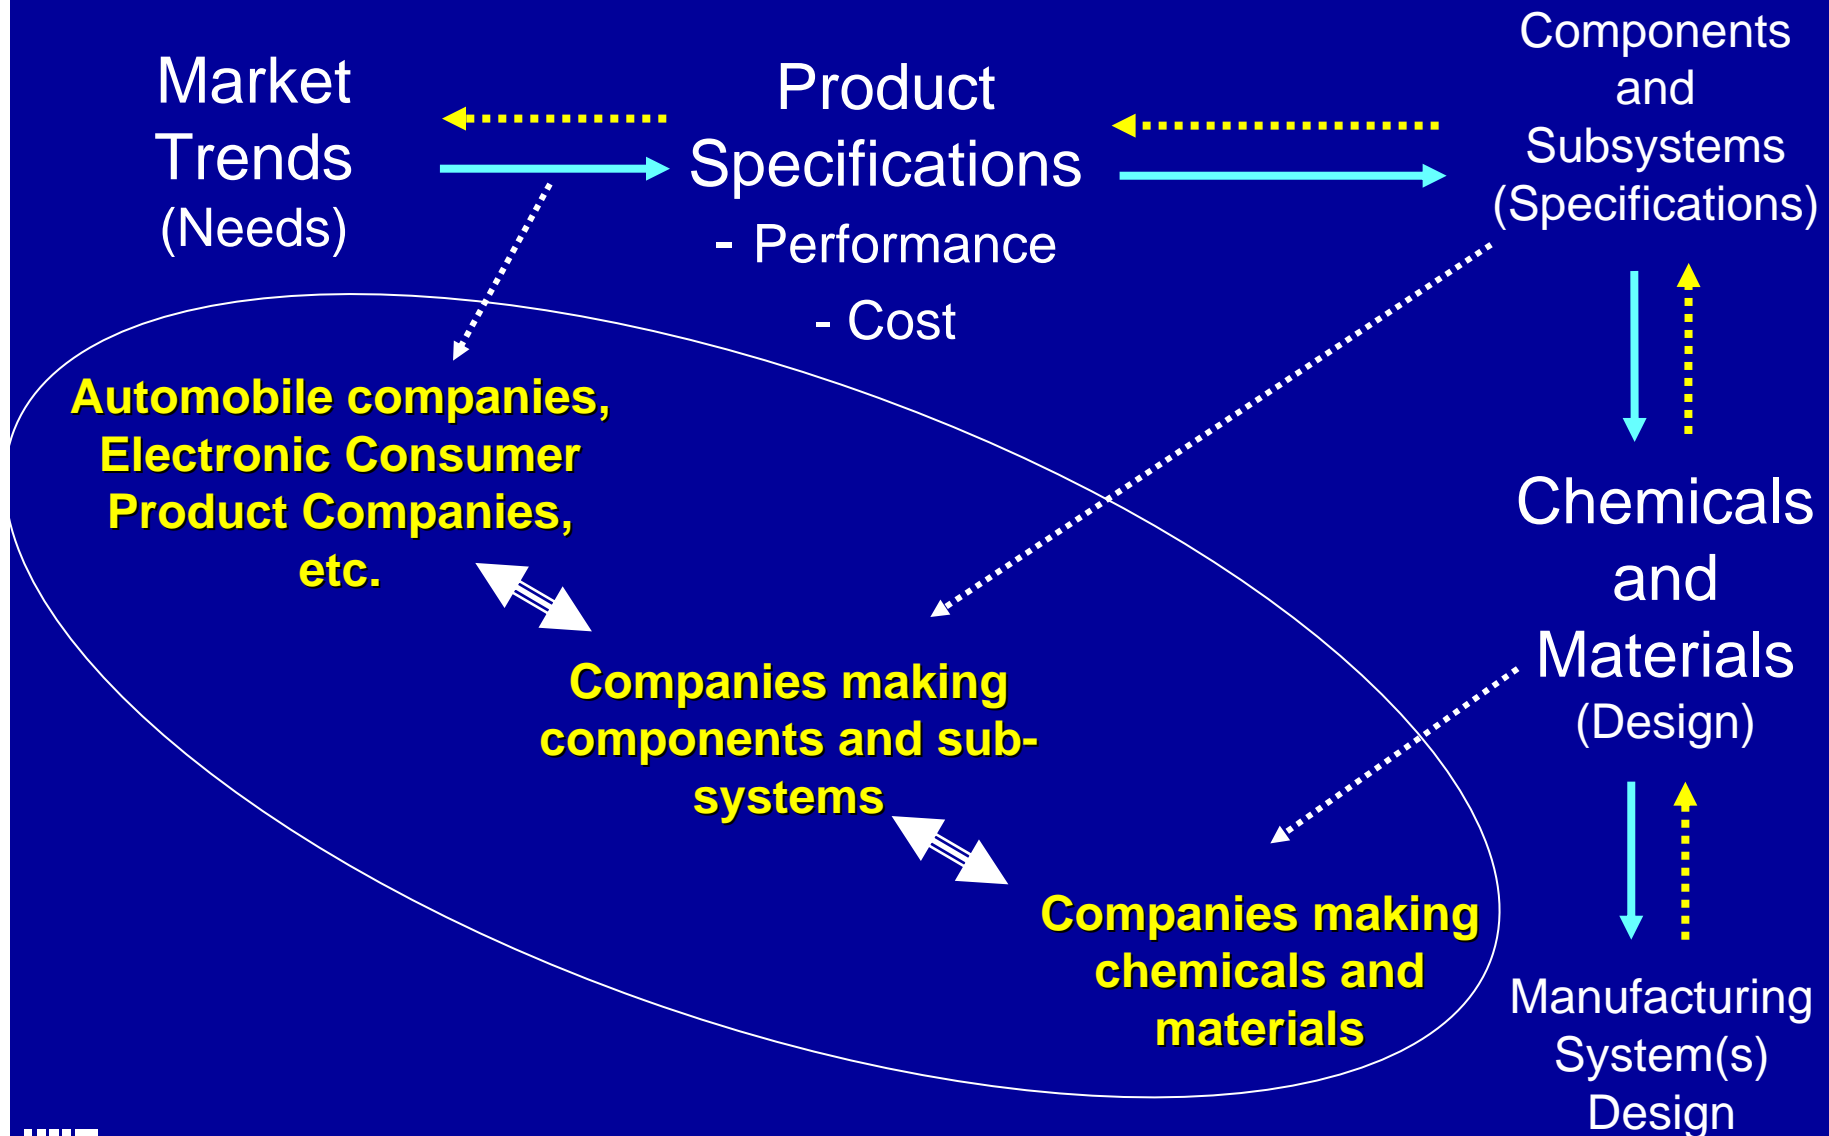 Market
Trends
(Needs)
Product
Specifications
- Performance
- Cost
Components
and
Subsystems
(Specifications)
Automobile companies,
Electronic Consumer
Product Companies,
etc.
Companies making
components and sub-
systems
Companies making
chemicals and
materials
Chemicals
and
Materials
(Design)
Manufacturing
System(s)
Design